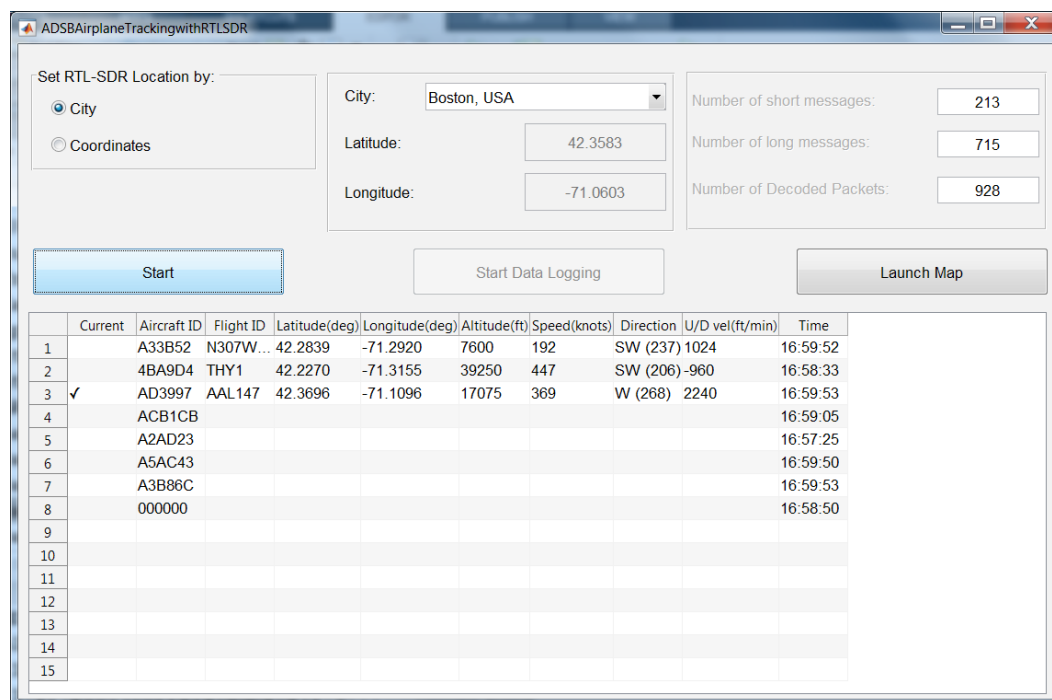 ADSBAirplaneTrackingwithRTLSDR
Set RTL-SDR Location by:
City
Coordinates
City: Boston, USA
Latitude: 42.3583
Longitude: -71.0603
Number of short messages: 213
Number of long messages: 715
Number of Decoded Packets: 928
Start Start Data Logging Launch Map
Current Aircraft ID Flight ID Latitude(deg) Longitude(deg) Altitude(ft) Speed(knots) Direction U/D vel(ft/min) Time
1 A33B52 N307W... 42.2839 -71.2920 7600 192 SW (237) 1024 16:59:52
2 4BA9D4 THY1 42.2270 -71.3155 39250 447 SW (206) -960 16:58:33
3 ✓ AD3997 AAL147 42.3696 -71.1096 17075 369 W (268) 2240 16:59:53
4 ACB1CB 16:59:05
5 A2AD23 16:57:25
6 A5AC43 16:59:50
7 A3B86C 16:59:53
8 000000 16:58:50
9
10
11
12
13
14
15